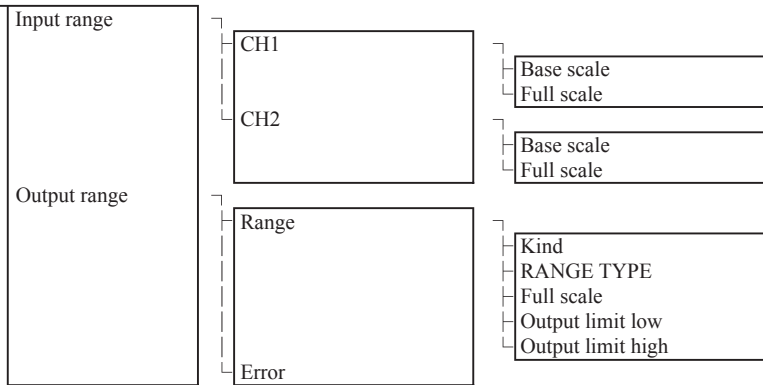 Input range
CH1
Base scale
Full scale
CH2
Base scale
Full scale
Output range
Range
Kind
RANGE TYPE
Full scale
Output limit low
Output limit high
Error